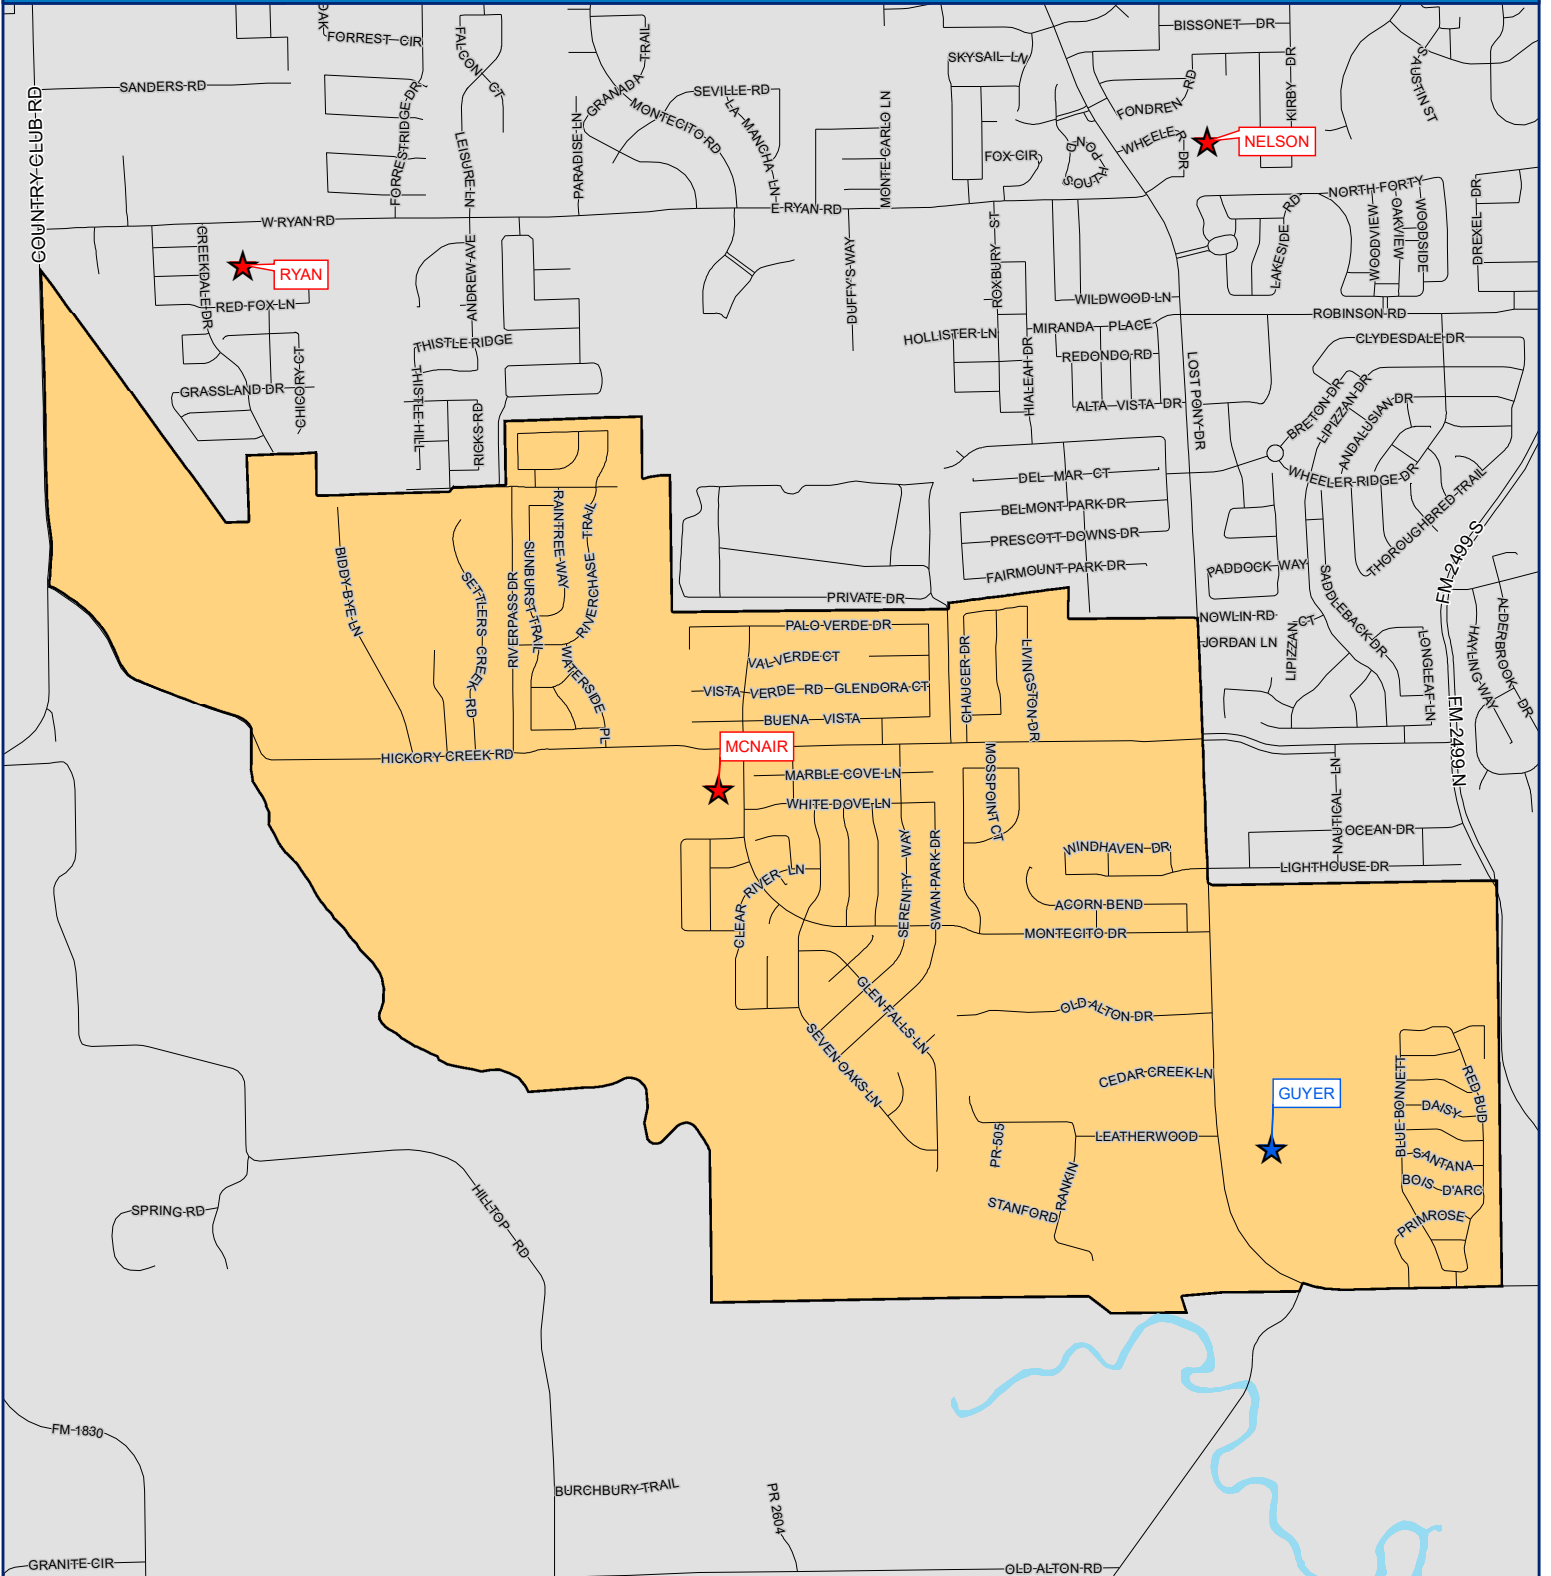 OAK
FORREST CIR
FALCON CT
GRANADA TRAIL
SKYSAIL LN
BISSONET DR
KIRBY DR
S AUSTIN ST
SANDERS RD
COUNTRY CLUB RD
FORRESTRIDGE DR
LEISURE LN
PARADISE LN
MONTECITO RD
SEVILLE RD
LA MANCHA LN
MONTE CARLO LN
FOX CIR
SOUTH POND
FONDREN RD
WHEELER DR
NELSON
W RYAN RD
E RYAN RD
CREEKDALE DR
RYAN
RED FOX LN
ANDREW AVE
DUFFY'S WAY
ROXBURY ST
WILDWOOD LN
LAKESIDE RD
NORTH FORTY
WOODVIEW
OAKVIEW
WOODSIDE
DREXEL DR
ROBINSON RD
THISTLE RIDGE
THISTLE HILL
RICKS RD
GRASSLAND DR
CHICORY CT
HOLLISTER LN
HIALEAH DR
MIRANDA PLACE
REDONDO RD
ALTA VISTA DR
LOST PONY DR
CLYDESDALE DR
BRETON DR
LIPIZZAN DR
ANDALUSIAN DR
WHEELER RIDGE DR
THOROUGHBRED TRAIL
FM 2499 S
DEL MAR CT
BELMONT PARK DR
PRESCOTT DOWNS DR
FAIRMOUNT PARK DR
PRIVATE DR
PADDOCK WAY
NOWLIN RD
JORDAN LN
LIPIZZAN CT
SADDLEBACK DR
LONGLEAF LN
HAYLING WAY
ALDERBROOK DR
FM 2499 N
BIDDY BYE LN
SETTLERS CREEK RD
RIVERPASS DR
SUNBURST TRAIL
RAINTREE WAY
RIVERCHASE TRAIL
WATERSIDE PL
PALO VERDE DR
VAL VERDE CT
VISTA VERDE RD
GLENDORA CT
BUENA VISTA
CHAUCER DR
LIVINGSTON DR
HICKORY CREEK RD
MCNAIR
MARBLE COVE LN
WHITE DOVE LN
MOSSPOINT CT
NAUTICAL LN
OCEAN DR
LIGHTHOUSE DR
WINDHAVEN DR
CLEAR RIVER LN
SERENITY WAY
SWAN PARK DR
ACORN BEND
MONTECITO DR
GLEN FALLS LN
SEVEN OAKS LN
OLD ALTON DR
CEDAR CREEK LN
LEATHERWOOD
PR 505
STANFORD
RANKIN
GUYER
BLUE BONNETT
RED BUD
DAISY
SANTANA
BOIS D'ARC
PRIMROSE
SPRING RD
HILLTOP RD
FM 1830
BURCHBURY TRAIL
PR 2604
GRANITE CIR
OLD ALTON RD